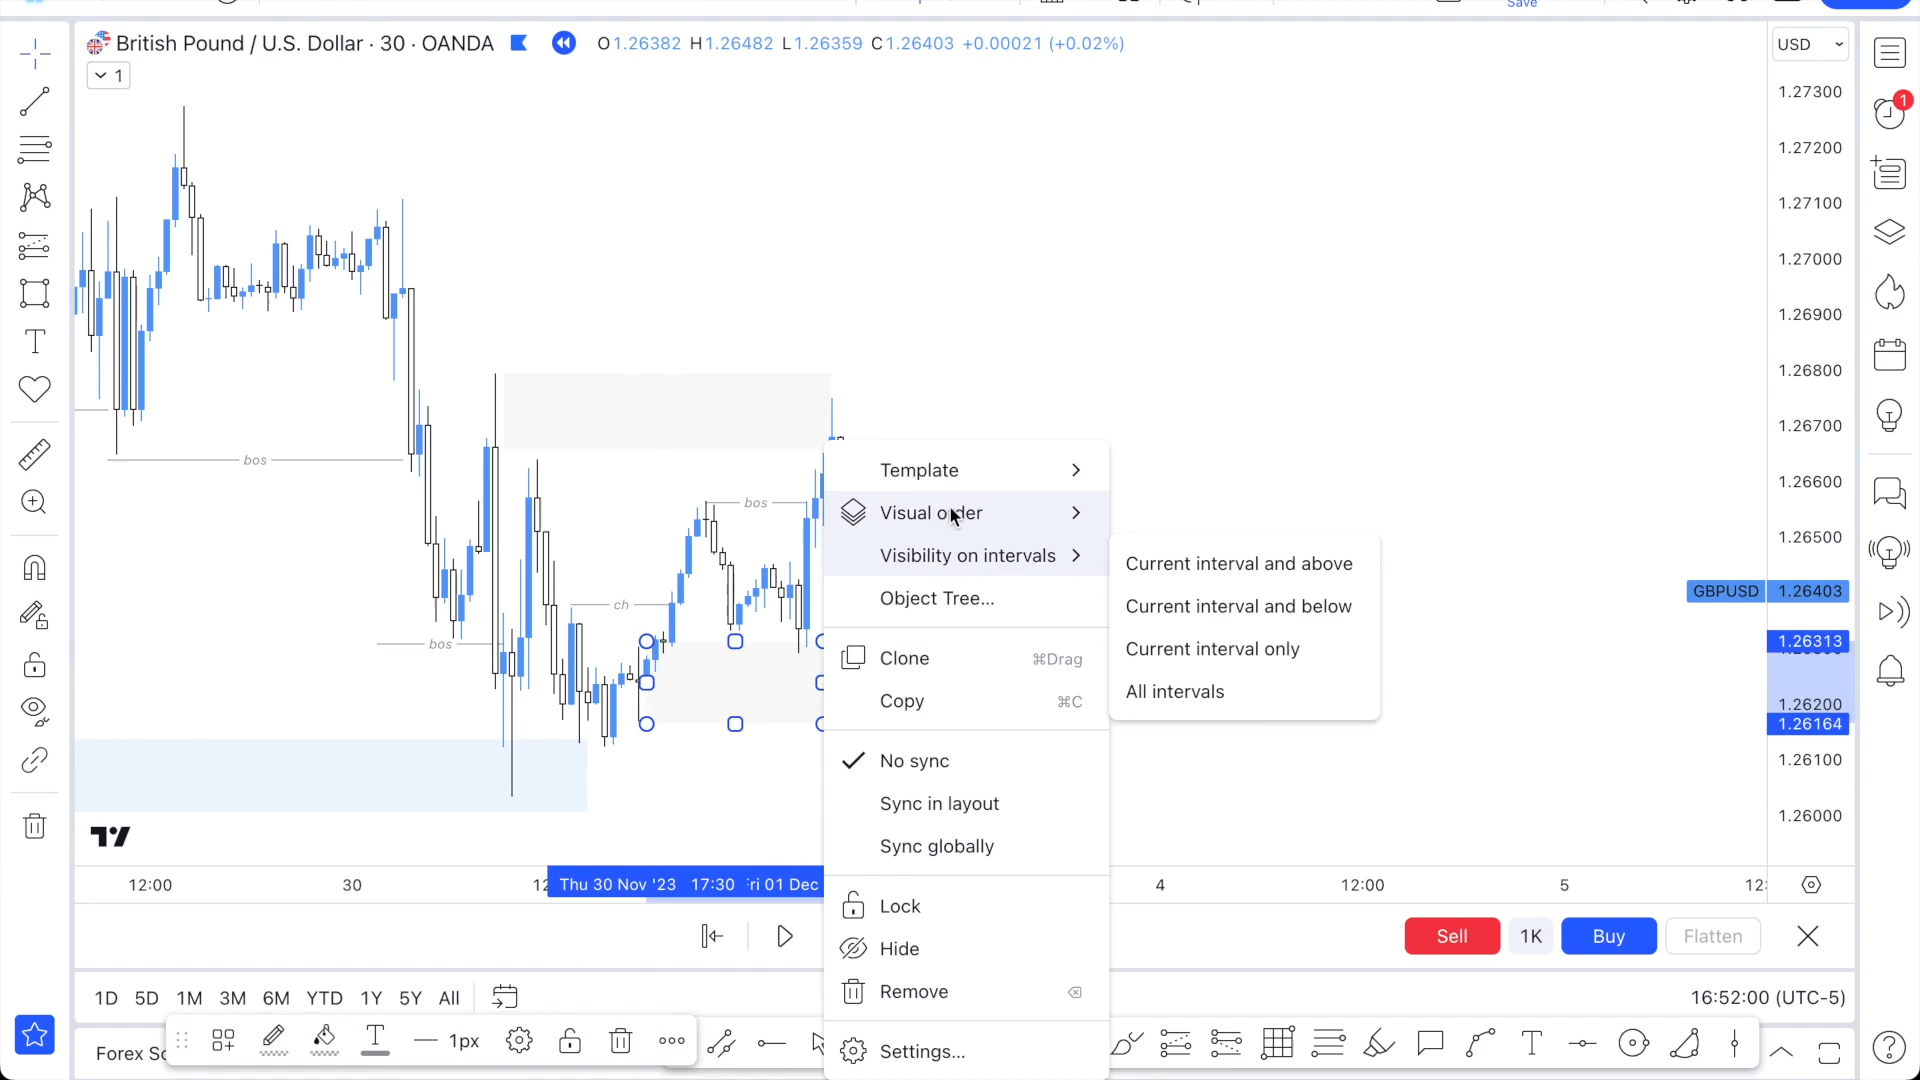 Save
British Pound / U.S. Dollar · 30 · OANDA
O1.26382 H1.26482 L1.26359 C1.26403 +0.00021 (+0.02%)
USD
1
1
1.27300
1.27200
1.27100
1.27000
1.26900
1.26800
1.26700
1.26600
1.26500
GBPUSD 1.26403
1.26313
1.26200
1.26164
1.26100
1.26000
bos
bos
bos
ch
Template
Visual order
Visibility on intervals
Object Tree...
Clone ⌘Drag
Copy ⌘C
No sync
Sync in layout
Sync globally
Lock
Hide
Remove
Settings...
Current interval and above
Current interval and below
Current interval only
All intervals
12:00
30
Thu 30 Nov '23 17:30
Fri 01 Dec
4
12:00
5
Sell
1K
Buy
Flatten
1D 5D 1M 3M 6M YTD 1Y 5Y All
16:52:00 (UTC-5)
Forex
1px